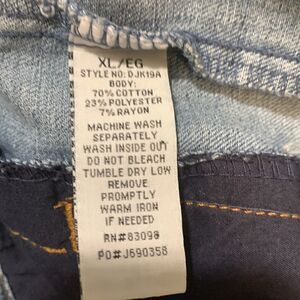 XL/EG
STYLE NO: DJK19A
BODY:
70% COTTON
23% POLYESTER
7% RAYON
MACHINE WASH
SEPARATELY
WASH INSIDE OUT
DO NOT BLEACH
TUMBLE DRY LOW
REMOVE
PROMPTLY
WARM IRON
IF NEEDED
RN#83098
PO#J690358